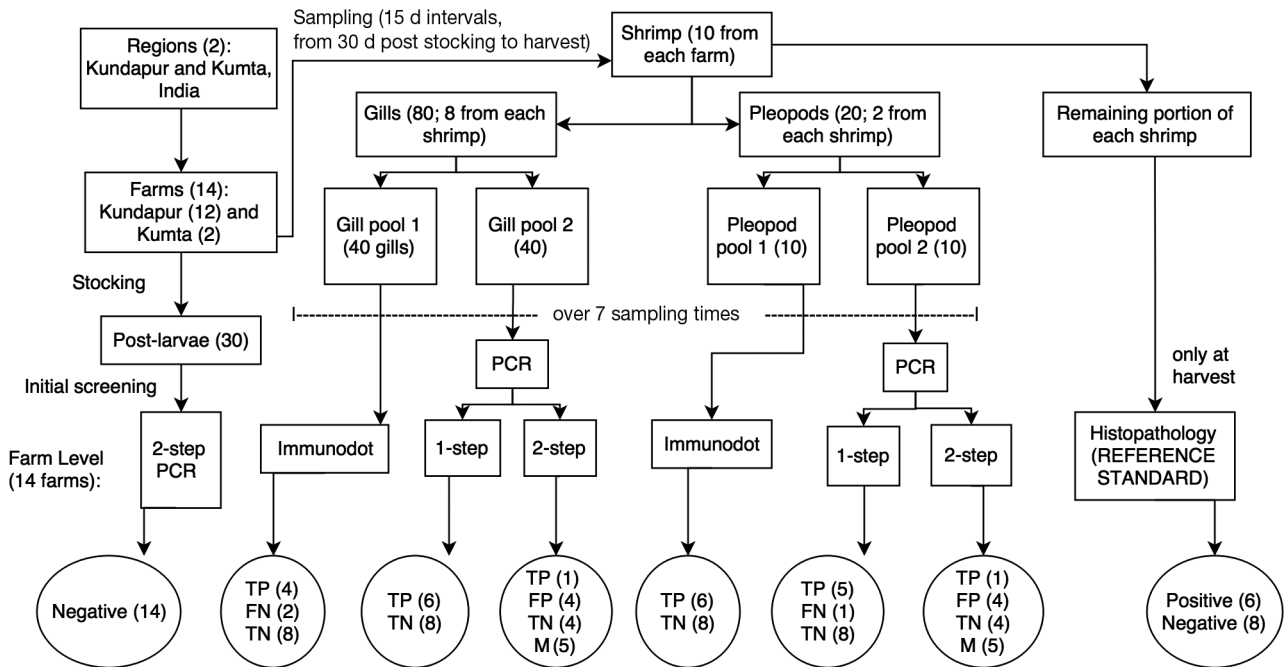 Regions (2):
Kundapur and Kumta,
India
Sampling (15 d intervals,
from 30 d post stocking to harvest)
Shrimp (10 from
each farm)
Gills (80; 8 from each
shrimp)
Pleopods (20; 2 from
each shrimp)
Remaining portion of
each shrimp
Farms (14):
Kundapur (12) and
Kumta (2)
Gill pool 1
(40 gills)
Gill pool 2
(40)
Pleopod
pool 1 (10)
Pleopod
pool 2 (10)
Stocking
over 7 sampling times
Post-larvae (30)
PCR
PCR
only at
harvest
Initial screening
Farm Level
(14 farms):
2-step
PCR
Immunodot
1-step
2-step
Immunodot
1-step
2-step
Histopathology
(REFERENCE
STANDARD)
Negative (14)
TP (4)
FN (2)
TN (8)
TP (6)
TN (8)
TP (1)
FP (4)
TN (4)
M (5)
TP (6)
TN (8)
TP (5)
FN (1)
TN (8)
TP (1)
FP (4)
TN (4)
M (5)
Positive (6)
Negative (8)